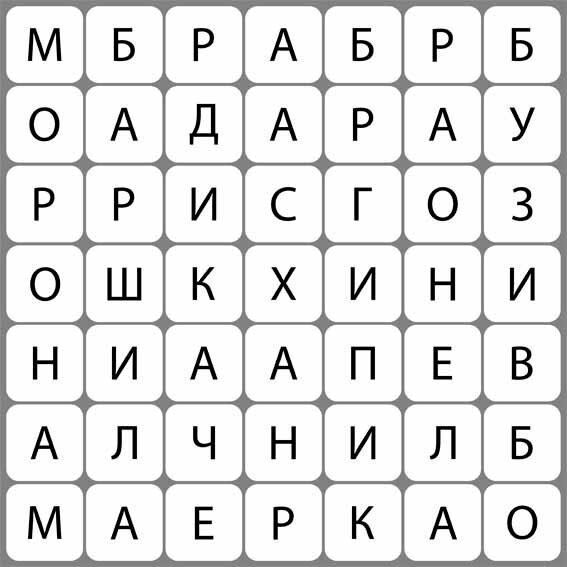 М Б Р А Б Р Б
О А Д А Р А У
Р Р И С Г О З
О Ш К Х И Н И
Н И А А П Е В
А Л Ч Н И Л Б
М А Е Р К А О